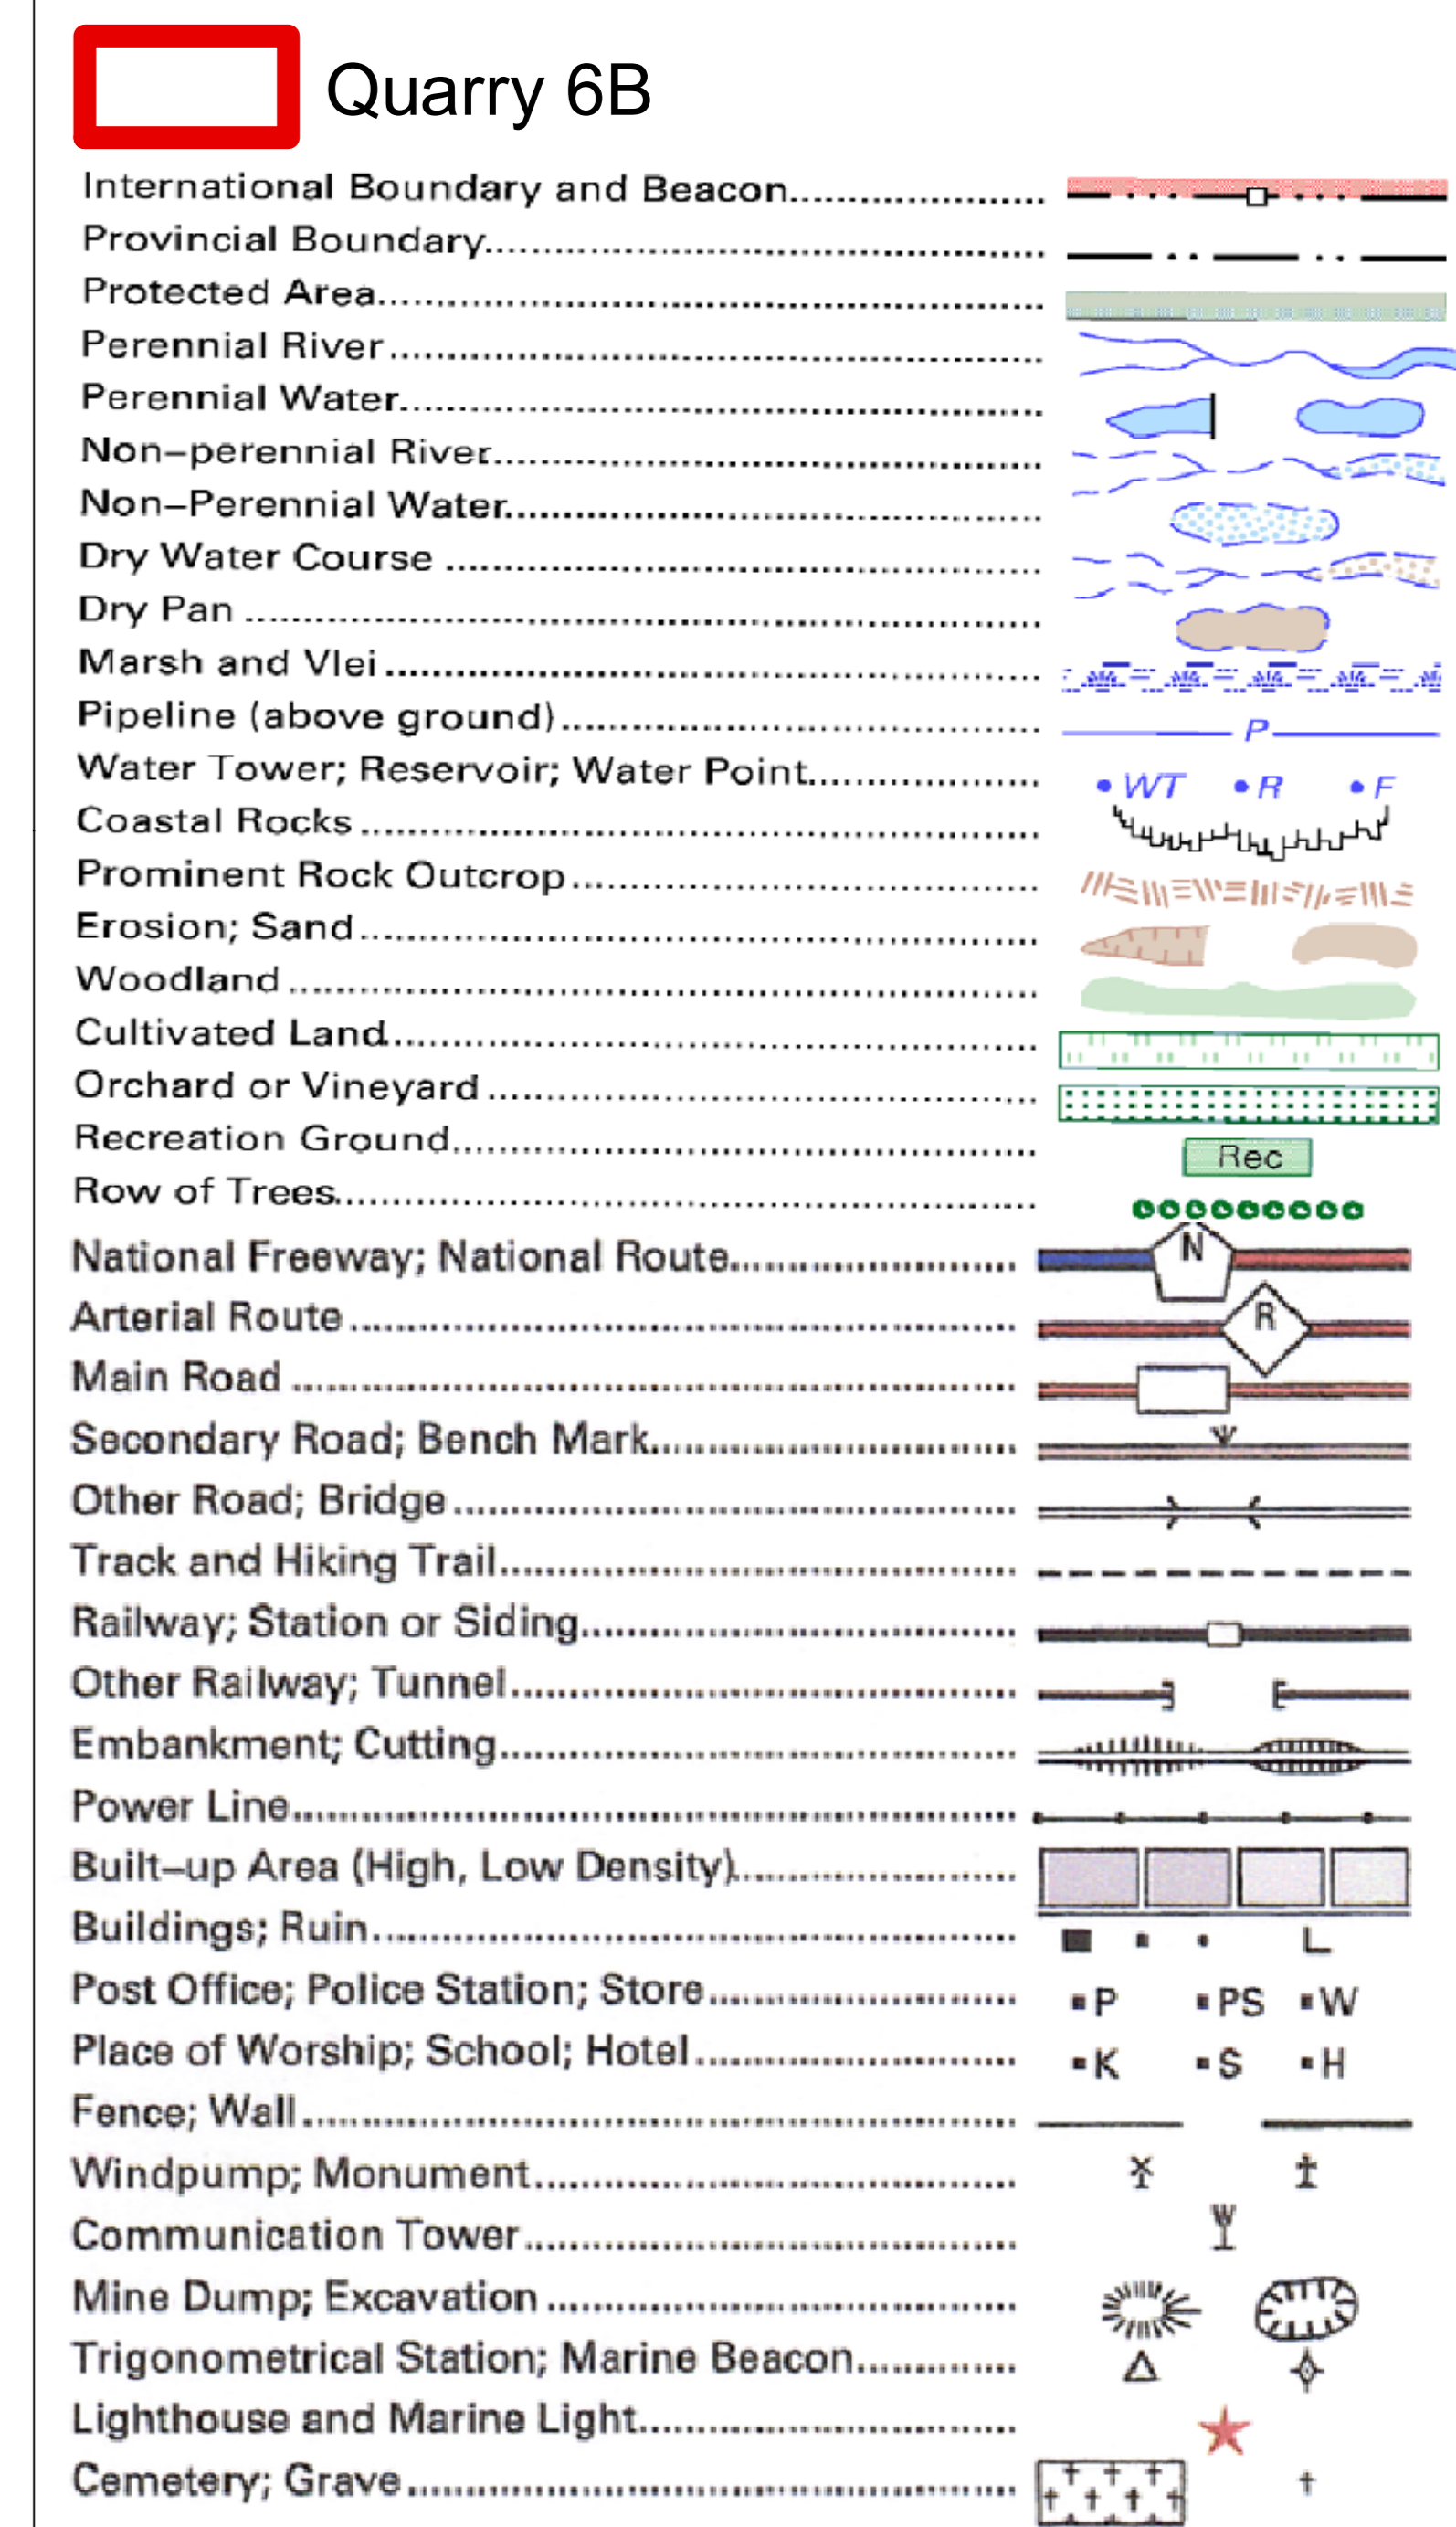 Quarry 6B
International Boundary and Beacon
Provincial Boundary
Protected Area
Perennial River
Perennial Water
Non–perennial River
Non–Perennial Water
Dry Water Course
Dry Pan
Marsh and Vlei
Pipeline (above ground) P
Water Tower; Reservoir; Water Point WT R F
Coastal Rocks
Prominent Rock Outcrop
Erosion; Sand
Woodland
Cultivated Land
Orchard or Vineyard
Recreation Ground Rec
Row of Trees
National Freeway; National Route N
Arterial Route R
Main Road
Secondary Road; Bench Mark
Other Road; Bridge
Track and Hiking Trail
Railway; Station or Siding
Other Railway; Tunnel
Embankment; Cutting
Power Line
Built–up Area (High, Low Density)
Buildings; Ruin
Post Office; Police Station; Store P PS W
Place of Worship; School; Hotel K S H
Fence; Wall
Windpump; Monument
Communication Tower
Mine Dump; Excavation
Trigonometrical Station; Marine Beacon
Lighthouse and Marine Light
Cemetery; Grave